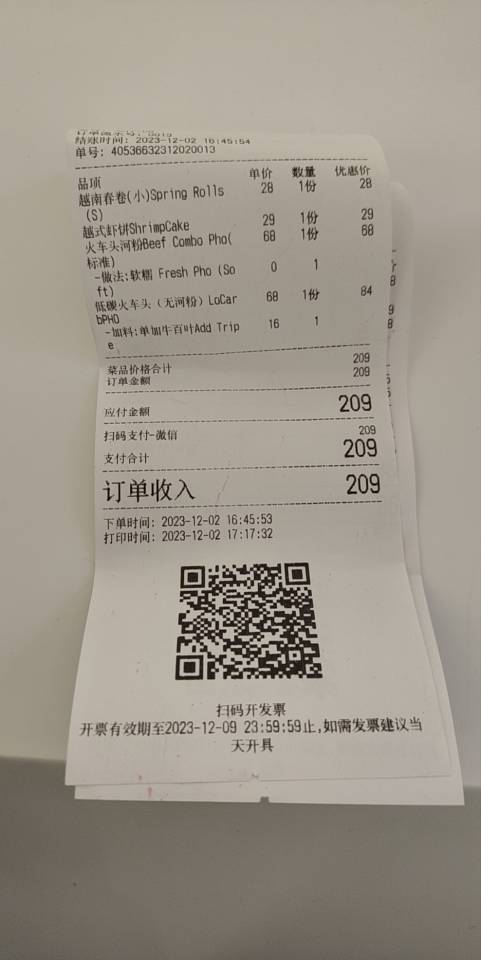 结账时间: 2023-12-02 16:45:54
单号: 40536632312020013
品项 单价 数量 优惠价
越南春卷(小)Spring Rolls 28 1份 28
(S)
越式虾饼ShrimpCake 29 1份 29
火车头河粉Beef Combo Pho( 68 1份 68
标准)
-做法:软糯 Fresh Pho (So 0 1
ft)
低碳火车头（无河粉）LoCar 68 1份 84
bPHO
-加料:单加牛百叶Add Trip 16 1
e
菜品价格合计 209
订单金额 209
应付金额 209
扫码支付-微信 209
支付合计 209
订单收入 209
下单时间: 2023-12-02 16:45:53
打印时间: 2023-12-02 17:17:32
扫码开发票
开票有效期至2023-12-09 23:59:59止,如需发票建议当
天开具